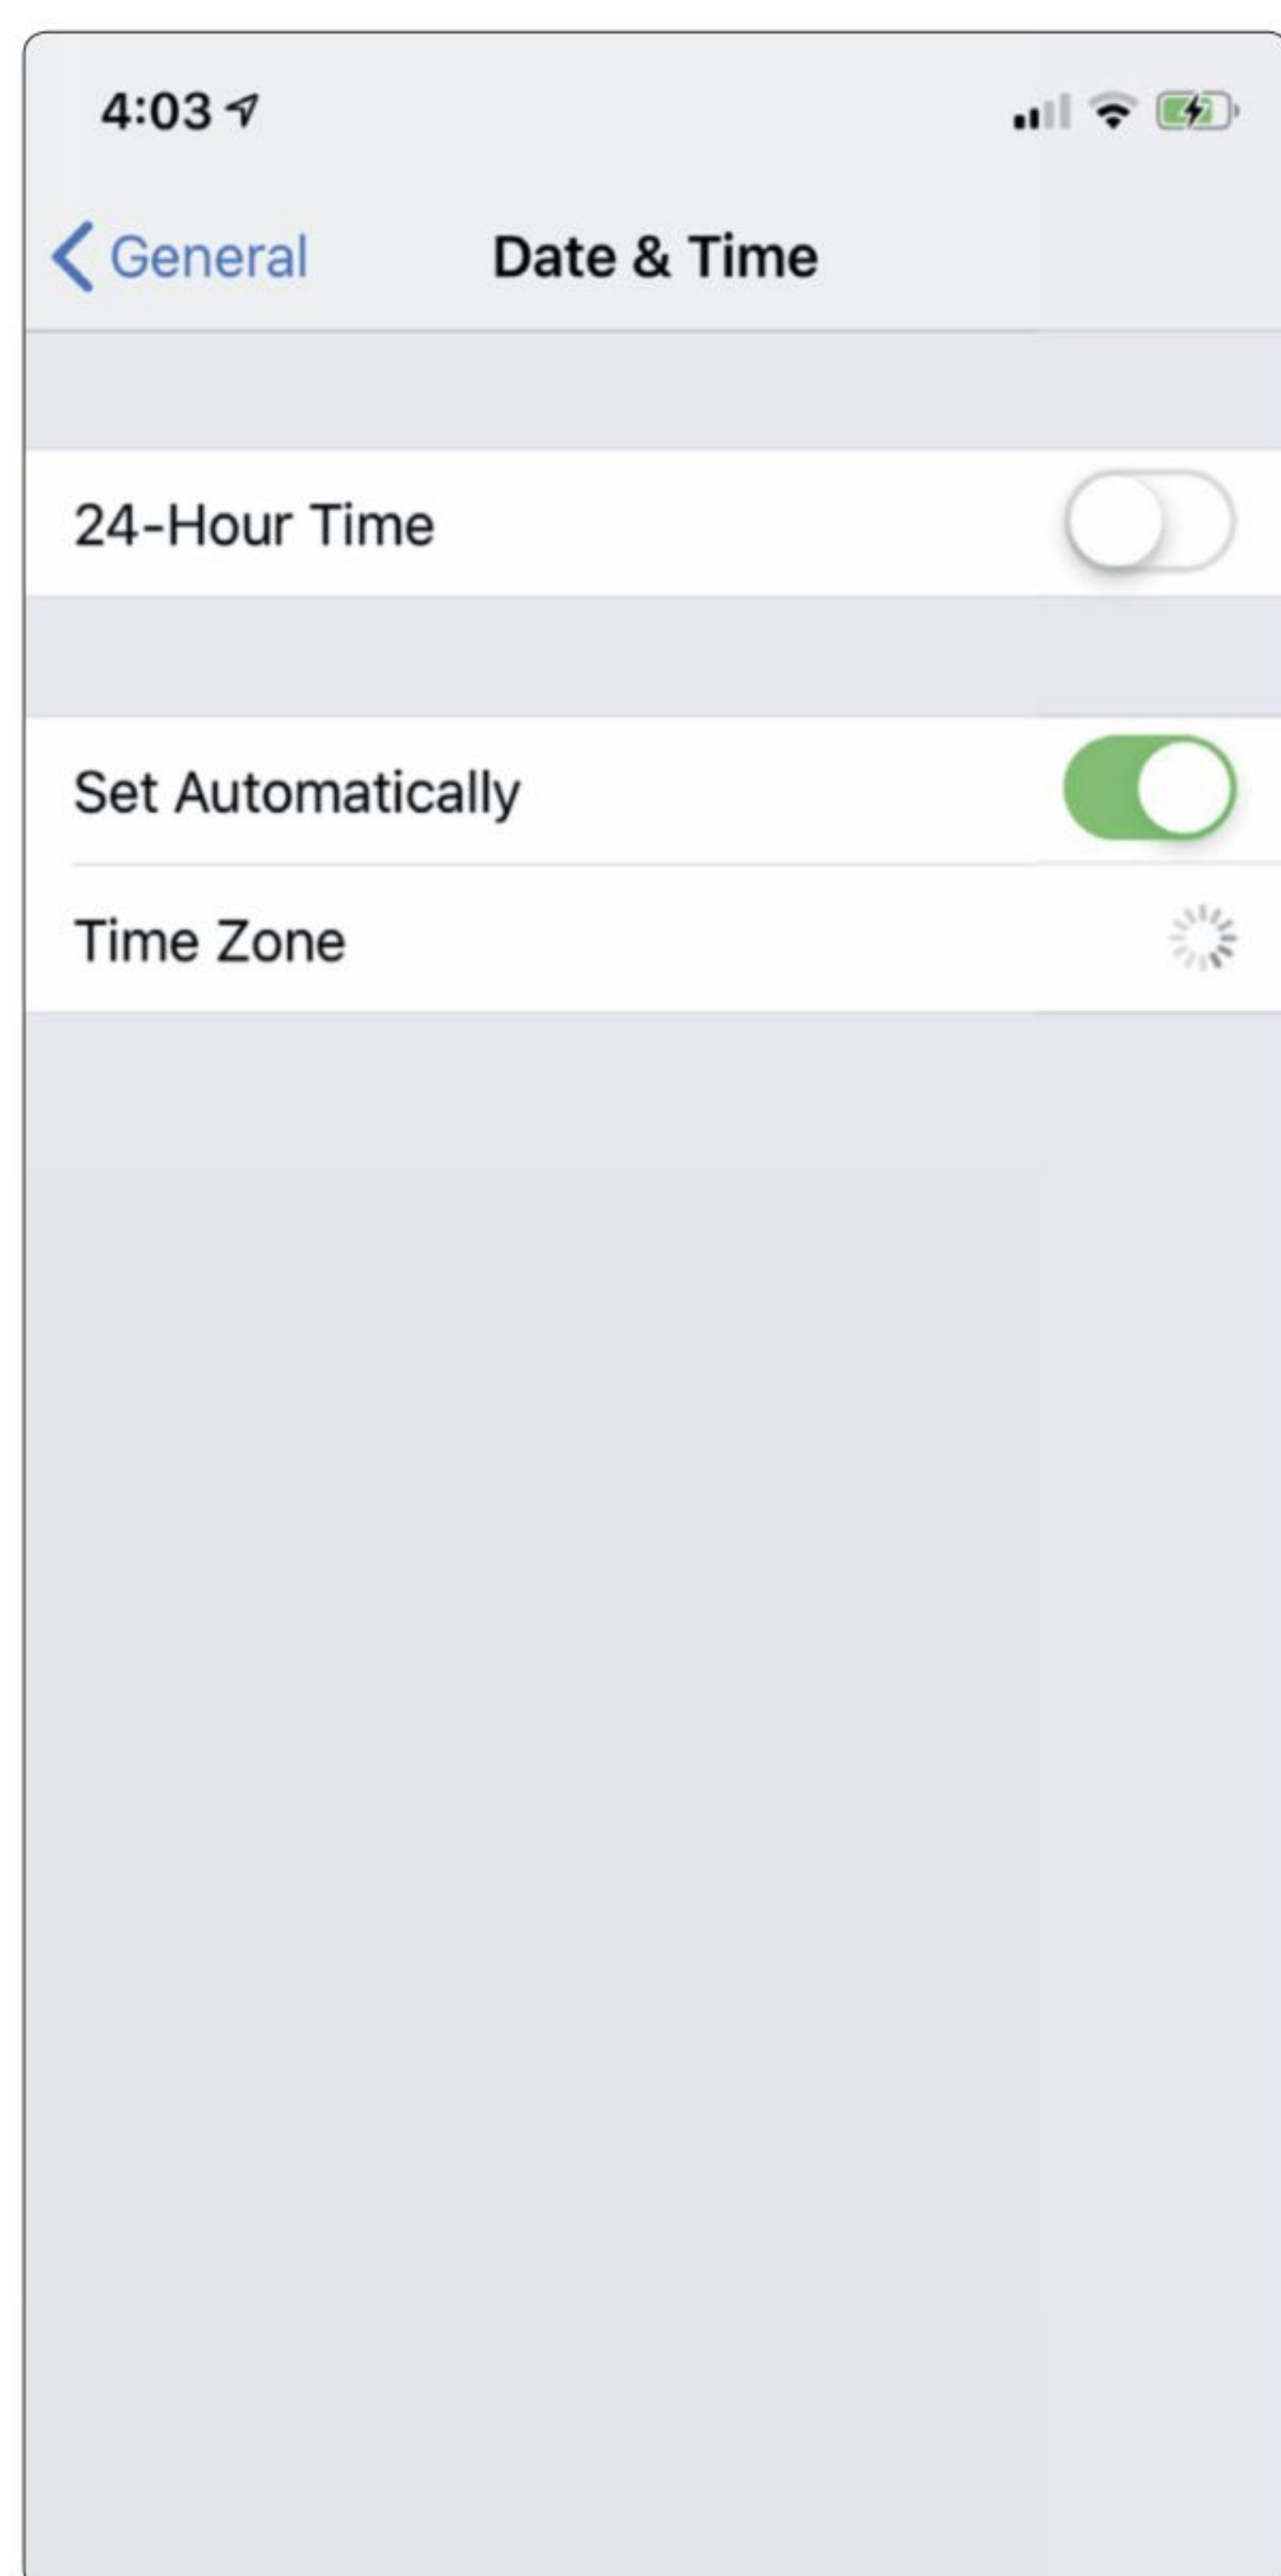 4:03
General
Date & Time
24-Hour Time
Set Automatically
Time Zone